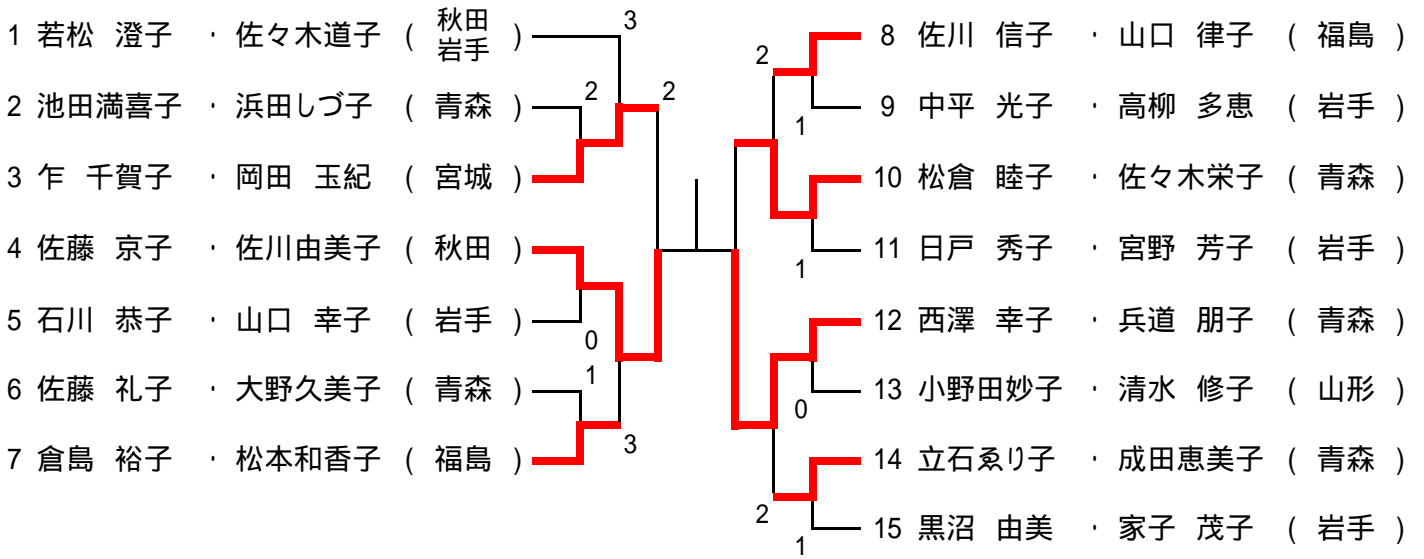 1 若松 澄子 ・ 佐々木道子 ( 秋田 岩手 )
2 池田満喜子 ・ 浜田しづ子 ( 青森 )
3 乍 千賀子 ・ 岡田 玉紀 ( 宮城 )
4 佐藤 京子 ・ 佐川由美子 ( 秋田 )
5 石川 恭子 ・ 山口 幸子 ( 岩手 )
6 佐藤 礼子 ・ 大野久美子 ( 青森 )
7 倉島 裕子 ・ 松本和香子 ( 福島 )
3
2
2
0
1
3
8 佐川 信子 ・ 山口 律子 ( 福島 )
9 中平 光子 ・ 高柳 多恵 ( 岩手 )
10 松倉 睦子 ・ 佐々木栄子 ( 青森 )
11 日戸 秀子 ・ 宮野 芳子 ( 岩手 )
12 西澤 幸子 ・ 兵道 朋子 ( 青森 )
13 小野田妙子 ・ 清水 修子 ( 山形 )
14 立石ゑり子 ・ 成田恵美子 ( 青森 )
15 黒沼 由美 ・ 家子 茂子 ( 岩手 )
2
1
1
0
2
1